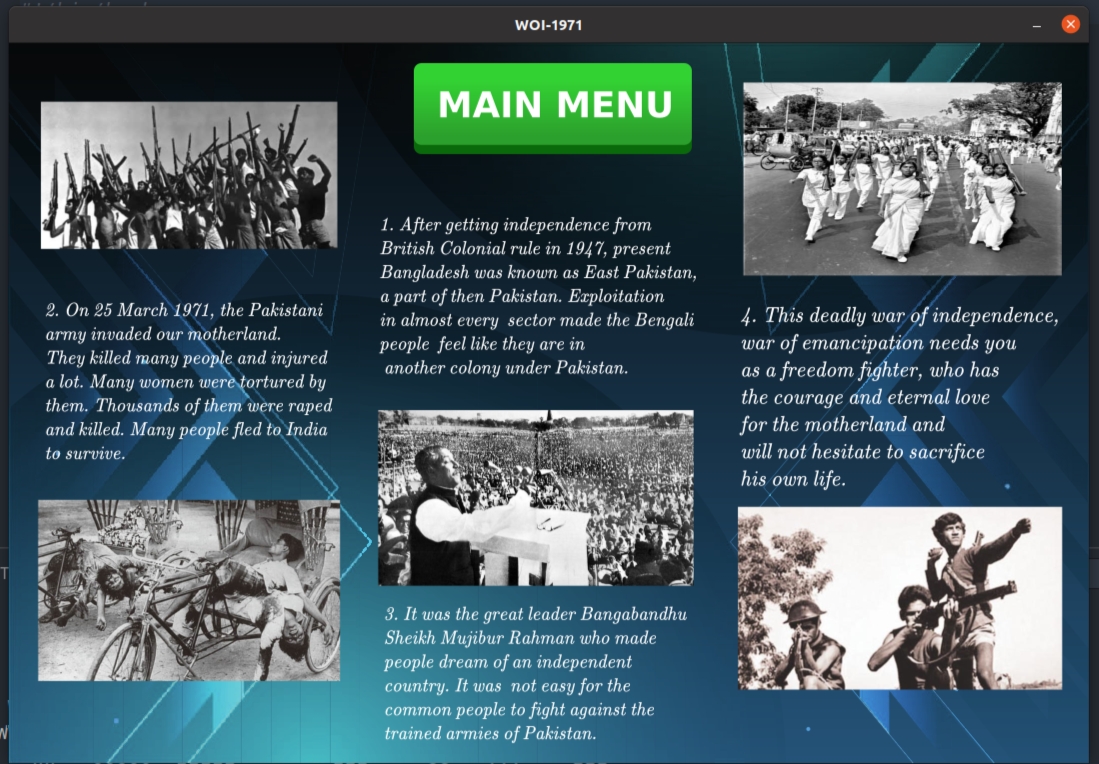 WOI-1971
MAIN MENU
1. After getting independence from
British Colonial rule in 1947, present
Bangladesh was known as East Pakistan,
a part of then Pakistan. Exploitation
in almost every  sector made the Bengali
people  feel like they are in
another colony under Pakistan.
2. On 25 March 1971, the Pakistani
army invaded our motherland.
They killed many people and injured
a lot. Many women were tortured by
them. Thousands of them were raped
and killed. Many people fled to India
to survive.
3. It was the great leader Bangabandhu
Sheikh Mujibur Rahman who made
people dream of an independent
country. It was  not easy for the
common people to fight against the
trained armies of Pakistan.
4. This deadly war of independence,
war of emancipation needs you
as a freedom fighter, who has
the courage and eternal love
for the motherland and
will not hesitate to sacrifice
his own life.